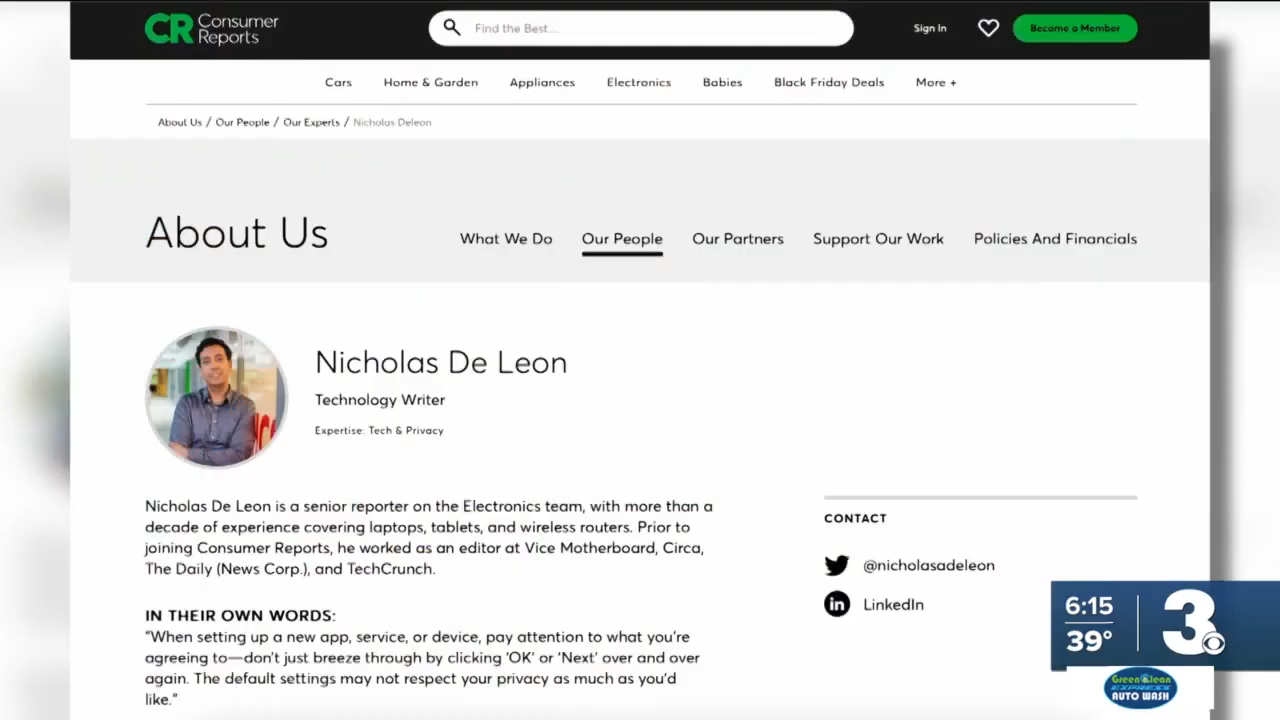 CR Consumer Reports
Find the Best...
Sign In
Become a Member
Cars Home & Garden Appliances Electronics Babies Black Friday Deals More +
About Us / Our People / Our Experts / Nicholas Deleon
About Us
What We Do Our People Our Partners Support Our Work Policies And Financials
Nicholas De Leon
Technology Writer
Expertise: Tech & Privacy
Nicholas De Leon is a senior reporter on the Electronics team, with more than a
decade of experience covering laptops, tablets, and wireless routers. Prior to
joining Consumer Reports, he worked as an editor at Vice Motherboard, Circa,
The Daily (News Corp.), and TechCrunch.
IN THEIR OWN WORDS:
"When setting up a new app, service, or device, pay attention to what you're
agreeing to—don't just breeze through by clicking 'OK' or 'Next' over and over
again. The default settings may not respect your privacy as much as you'd
like."
CONTACT
@nicholasadeleon
in LinkedIn
6:15
39°
3
Green Clean
EXPRESS
AUTO WASH